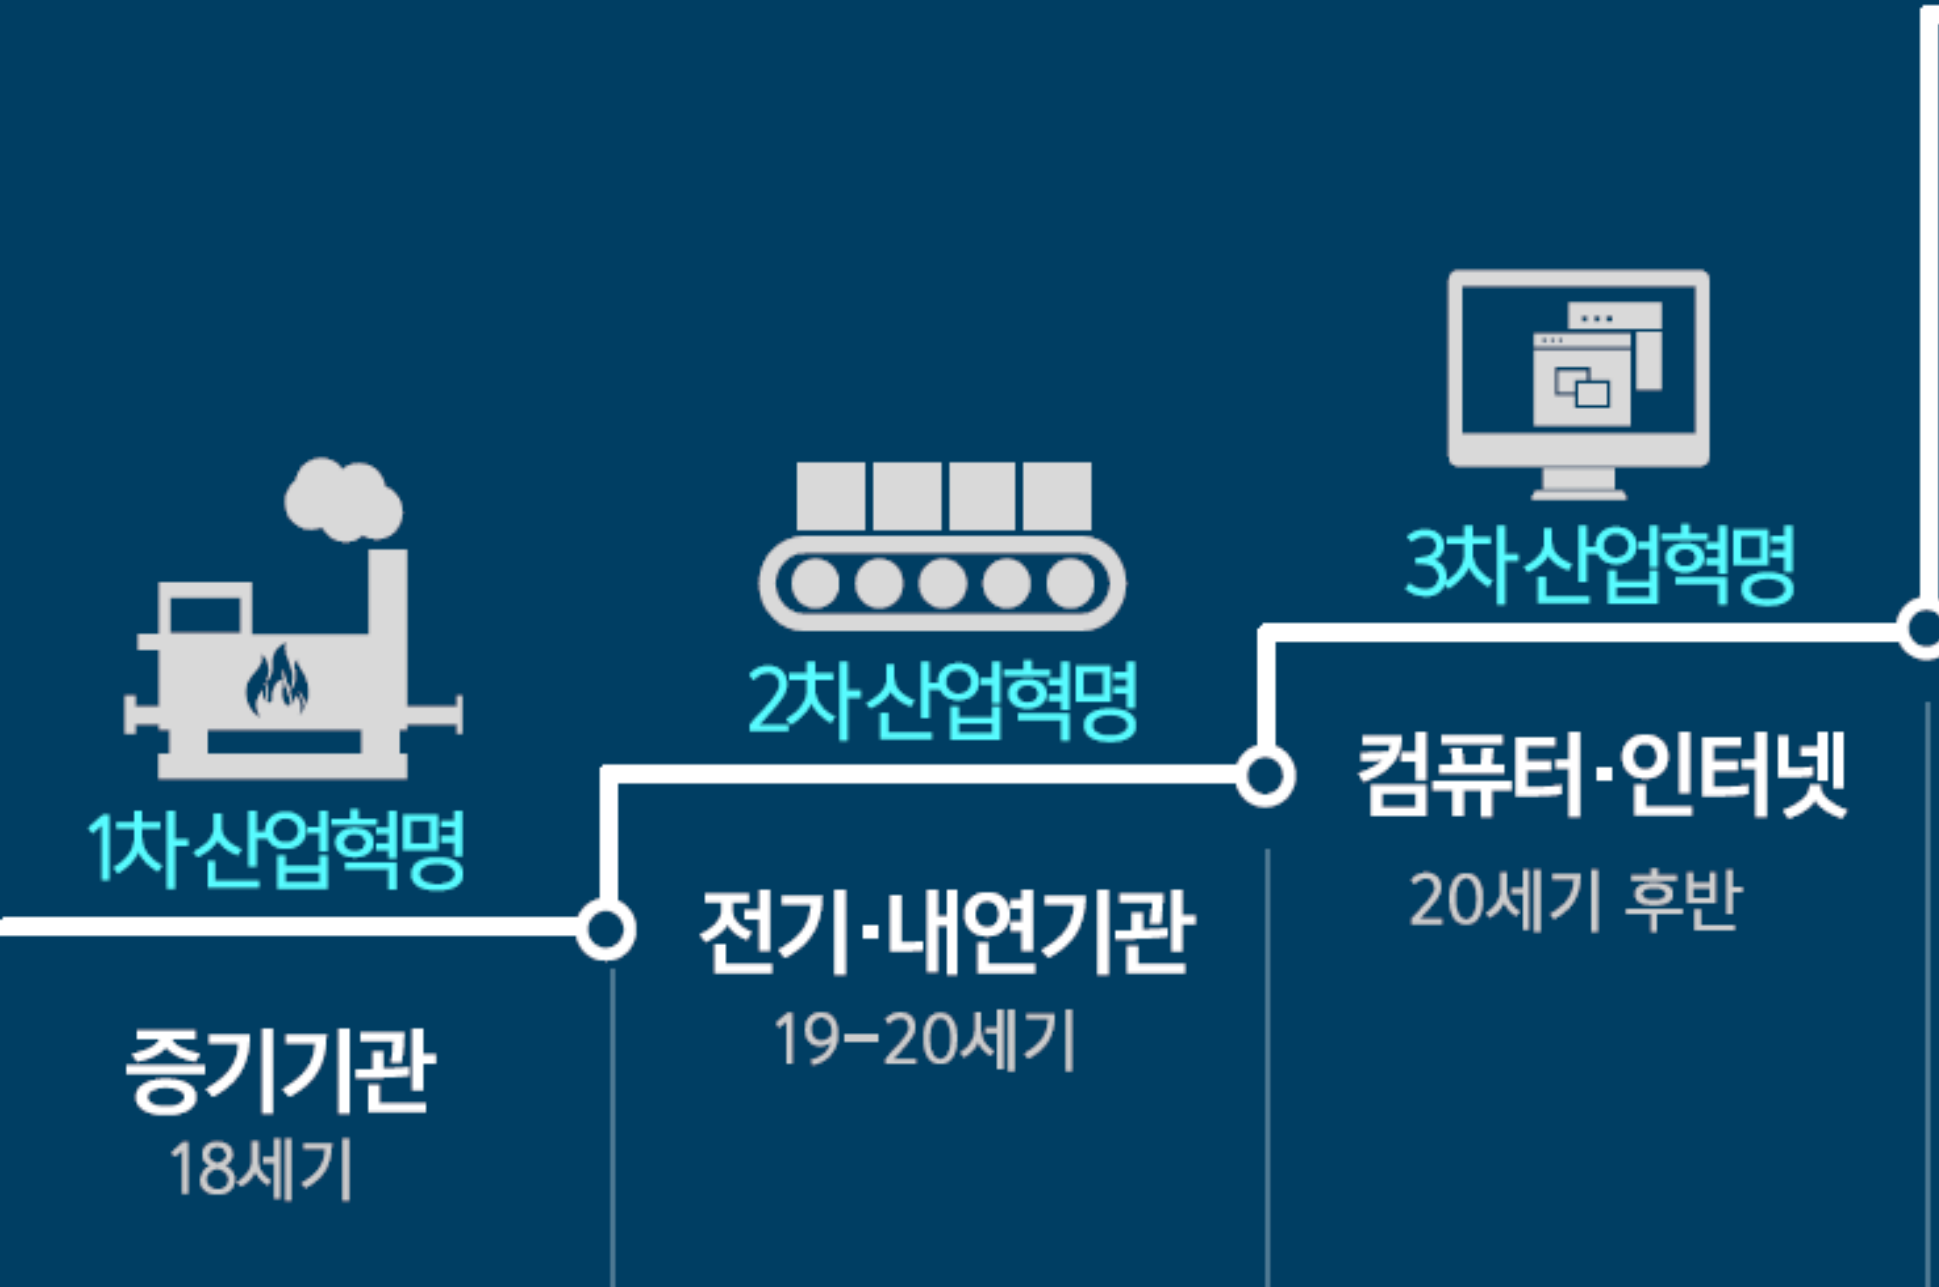 1차 산업혁명
증기기관
18세기
2차 산업혁명
전기·내연기관
19-20세기
3차 산업혁명
컴퓨터·인터넷
20세기 후반